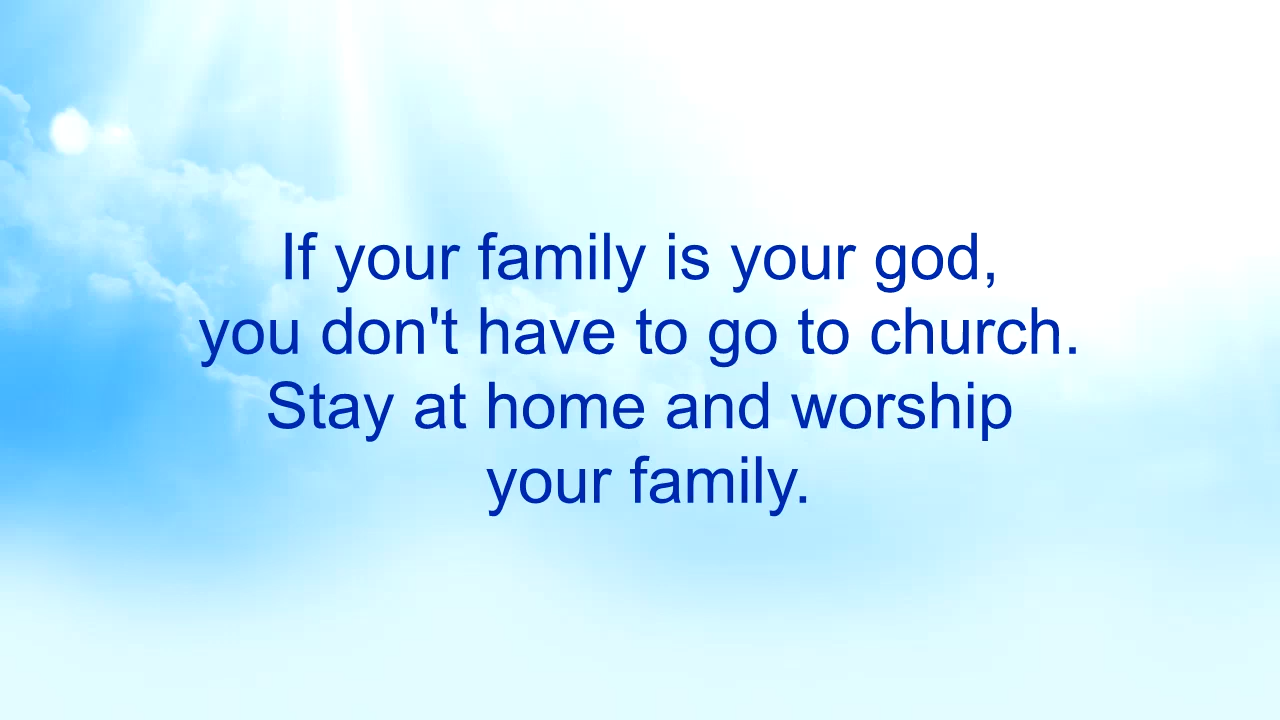 If your family is your god,
you don't have to go to church.
Stay at home and worship
your family.